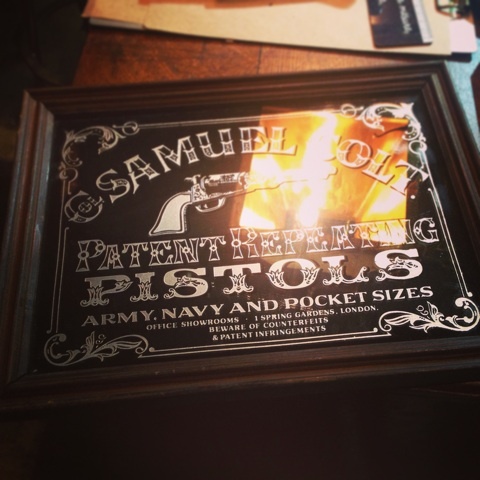 SAMUEL COLT.
PATENT REPEATING
PISTOLS
ARMY, NAVY AND POCKET SIZES
OFFICE SHOWROOMS · 1 SPRING GARDENS, LONDON.
BEWARE OF COUNTERFEITS
& PATENT INFRINGEMENTS